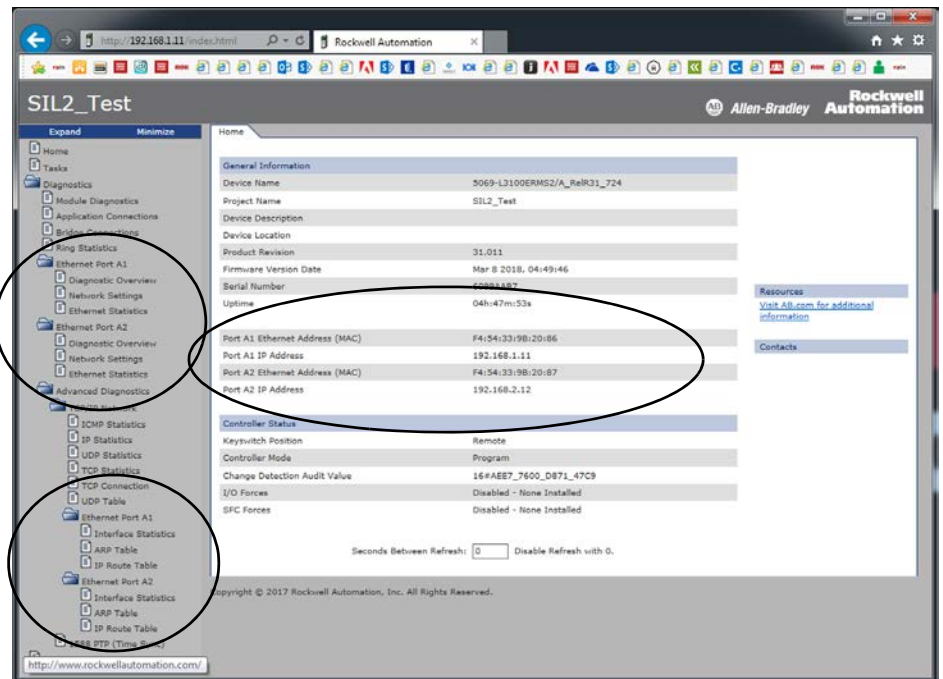 http://192.168.1.11/index.html
Rockwell Automation
SIL2_Test
Allen-Bradley
Rockwell Automation
Expand Minimize
Home
Tasks
Diagnostics
Module Diagnostics
Application Connections
Bridge Connections
Ring Statistics
Ethernet Port A1
Diagnostic Overview
Network Settings
Ethernet Statistics
Ethernet Port A2
Diagnostic Overview
Network Settings
Ethernet Statistics
Advanced Diagnostics
TCP/IP Network
ICMP Statistics
IP Statistics
UDP Statistics
TCP Statistics
TCP Connection
UDP Table
Ethernet Port A1
Interface Statistics
ARP Table
IP Route Table
Ethernet Port A2
Interface Statistics
ARP Table
IP Route Table
1588 PTP (Time Sync)
http://www.rockwellautomation.com/
Home
General Information
Device Name 5069-L3100ERMS2/A_RelR31_724
Project Name SIL2_Test
Device Description
Device Location
Product Revision 31.011
Firmware Version Date Mar 8 2018, 04:49:46
Serial Number
Uptime 04h:47m:53s
Port A1 Ethernet Address (MAC) F4:54:33:9B:20:86
Port A1 IP Address 192.168.1.11
Port A2 Ethernet Address (MAC) F4:54:33:9B:20:87
Port A2 IP Address 192.168.2.12
Controller Status
Keyswitch Position Remote
Controller Mode Program
Change Detection Audit Value 16#AEE7_7600_D871_47C9
I/O Forces Disabled - None Installed
SFC Forces Disabled - None Installed
Seconds Between Refresh: 0 Disable Refresh with 0.
Resources
Visit AB.com for additional information
Contacts
Copyright © 2017 Rockwell Automation, Inc. All Rights Reserved.